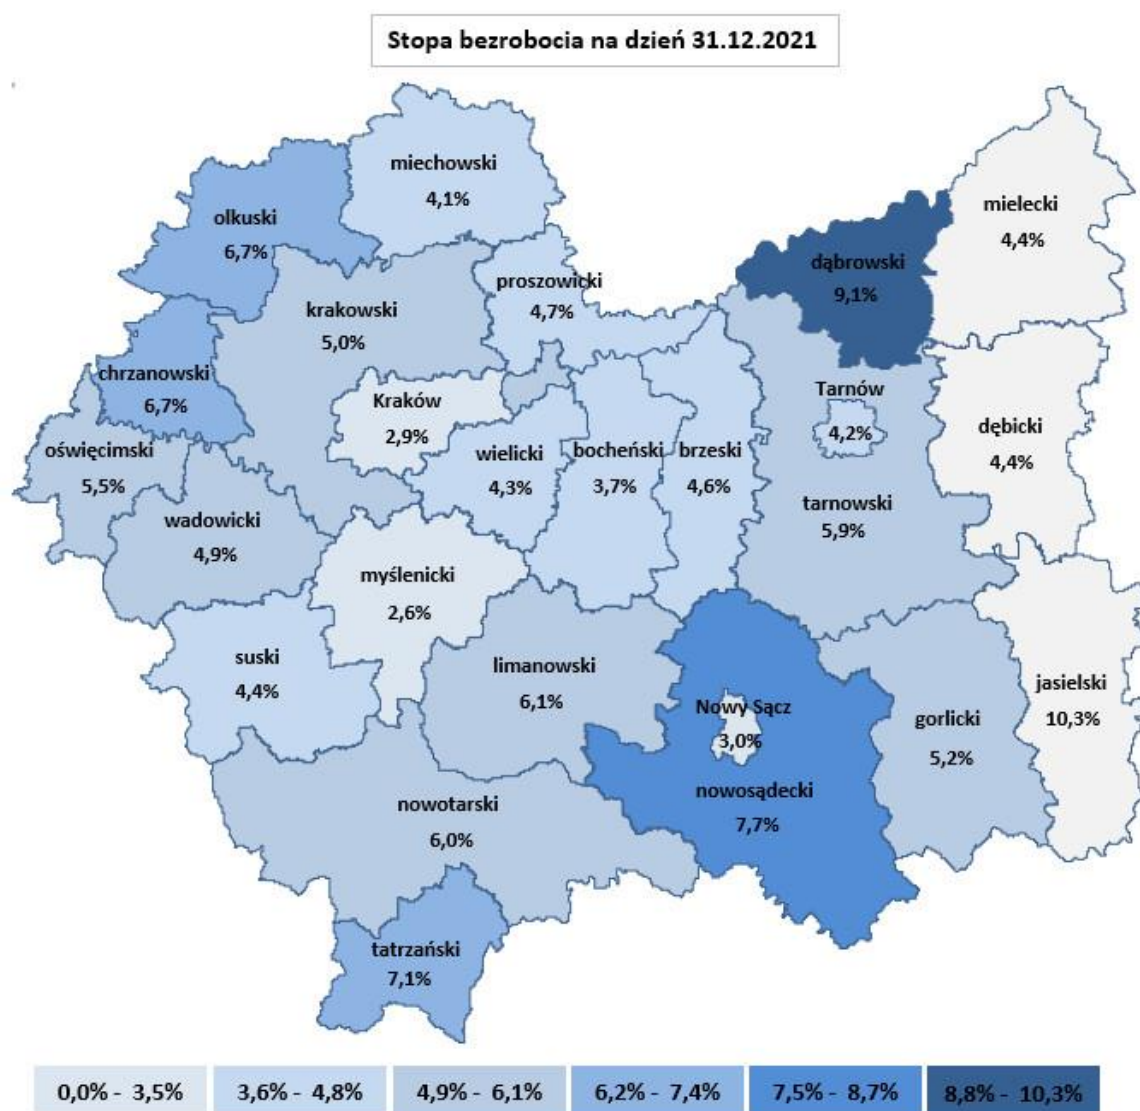 Stopa bezrobocia na dzień 31.12.2021
miechowski
4,1%
olkuski
6,7%
mielecki
4,4%
dąbrowski
9,1%
proszowicki
4,7%
krakowski
5,0%
chrzanowski
6,7%
Kraków
2,9%
Tarnów
4,2%
dębicki
4,4%
oświęcimski
5,5%
wielicki
4,3%
bocheński
3,7%
brzeski
4,6%
tarnowski
5,9%
wadowicki
4,9%
myślenicki
2,6%
suski
4,4%
limanowski
6,1%
Nowy Sącz
3,0%
gorlicki
5,2%
jasielski
10,3%
nowosądecki
7,7%
nowotarski
6,0%
tatrzański
7,1%
0,0% - 3,5% 3,6% - 4,8% 4,9% - 6,1% 6,2% - 7,4% 7,5% - 8,7% 8,8% - 10,3%